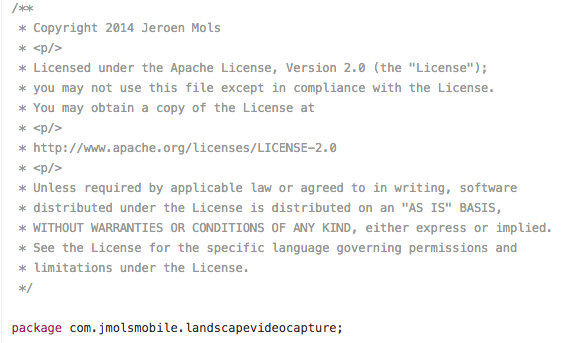 /**
 * Copyright 2014 Jeroen Mols
 * <p/>
 * Licensed under the Apache License, Version 2.0 (the "License");
 * you may not use this file except in compliance with the License.
 * You may obtain a copy of the License at
 * <p/>
 * http://www.apache.org/licenses/LICENSE-2.0
 * <p/>
 * Unless required by applicable law or agreed to in writing, software
 * distributed under the License is distributed on an "AS IS" BASIS,
 * WITHOUT WARRANTIES OR CONDITIONS OF ANY KIND, either express or implied.
 * See the License for the specific language governing permissions and
 * limitations under the License.
 */
package com.jmolsmobile.landscapevideocapture;